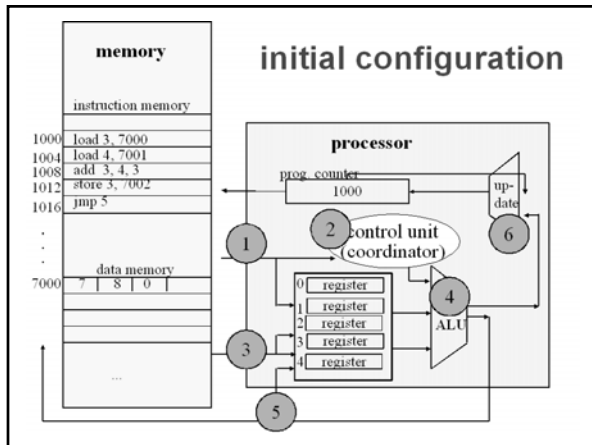 initial configuration
memory
instruction memory
1000 load 3, 7000
1004 load 4, 7001
1008 add 3, 4, 3
1012 store 3, 7002
1016 jmp 5
.
.
.
data memory
7000 7 8 0
...
processor
prog. counter
1000
up-
date
6
1
2
control unit
(coordinator)
0 register
1 register
2 register
3 register
4 register
4
ALU
3
5